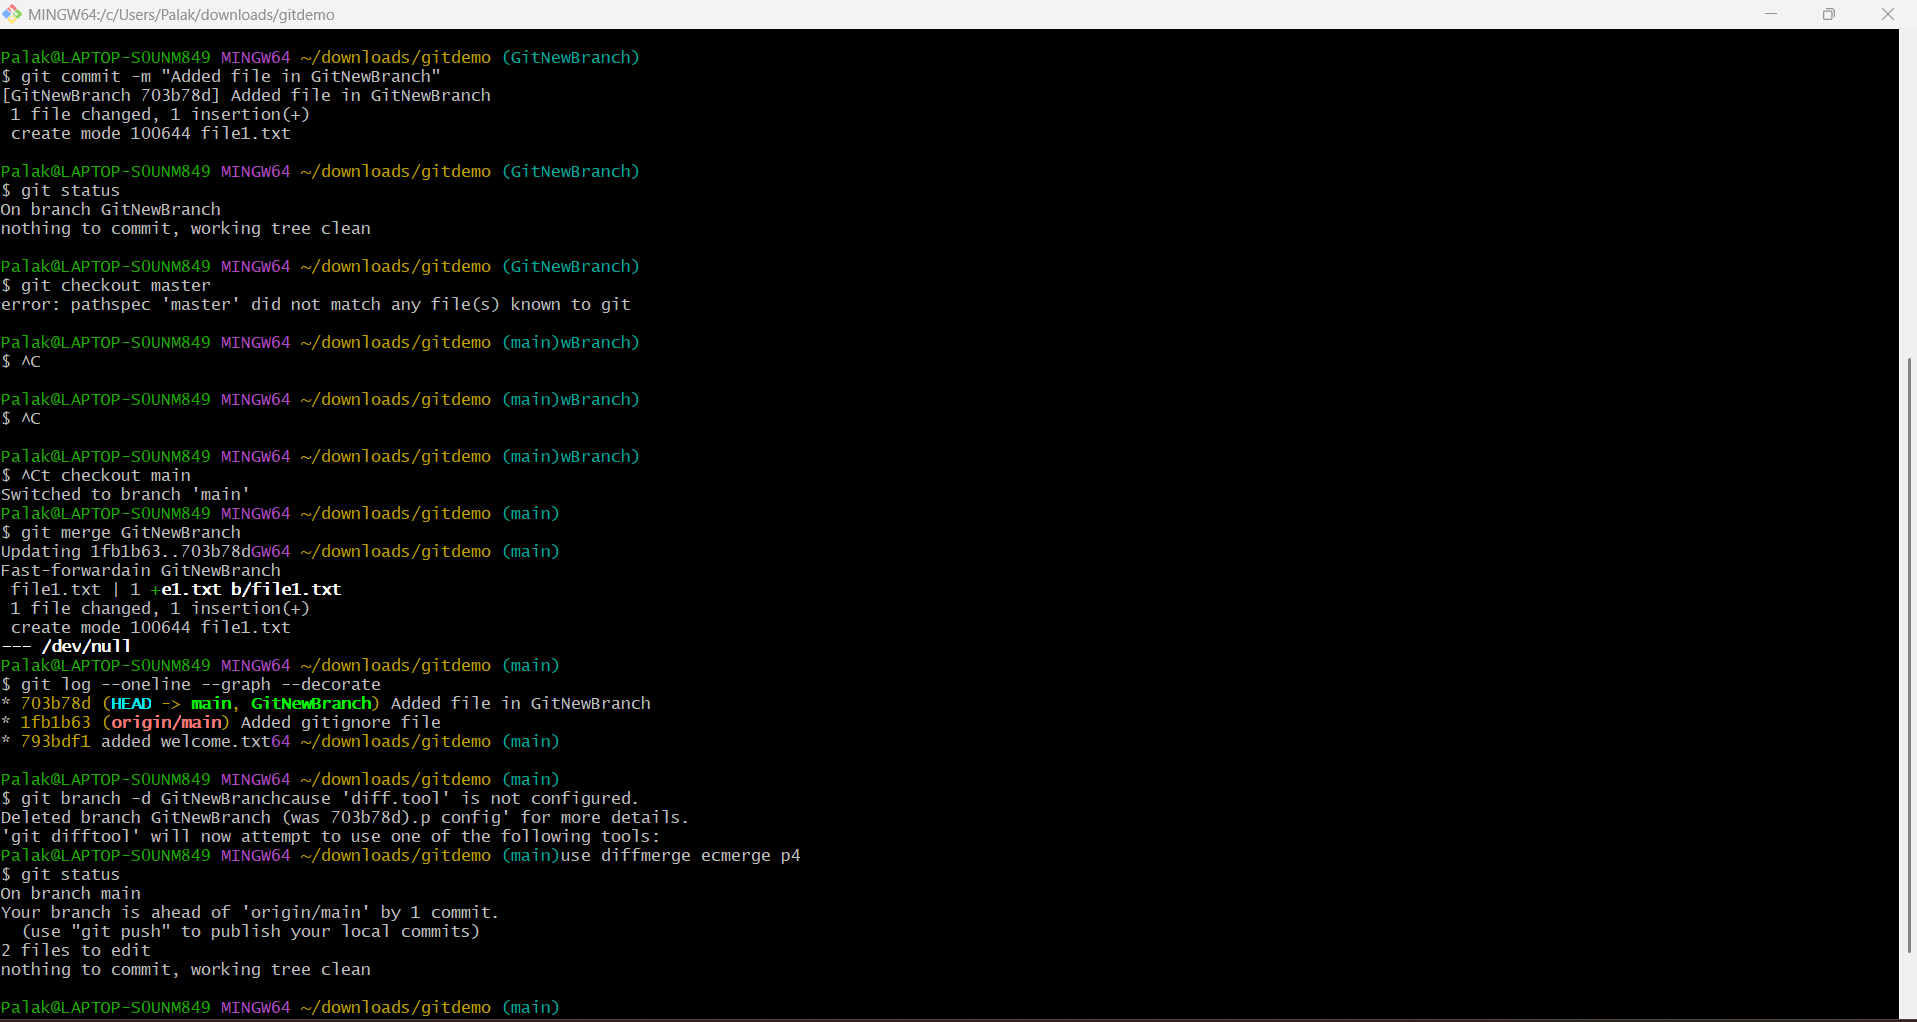 MINGW64:/c/Users/Palak/downloads/gitdemo
Palak@LAPTOP-S0UNM849 MINGW64 ~/downloads/gitdemo (GitNewBranch)
$ git commit -m "Added file in GitNewBranch"
[GitNewBranch 703b78d] Added file in GitNewBranch
 1 file changed, 1 insertion(+)
 create mode 100644 file1.txt
Palak@LAPTOP-S0UNM849 MINGW64 ~/downloads/gitdemo (GitNewBranch)
$ git status
On branch GitNewBranch
nothing to commit, working tree clean
Palak@LAPTOP-S0UNM849 MINGW64 ~/downloads/gitdemo (GitNewBranch)
$ git checkout master
error: pathspec 'master' did not match any file(s) known to git
Palak@LAPTOP-S0UNM849 MINGW64 ~/downloads/gitdemo (main)wBranch)
$ ^C
Palak@LAPTOP-S0UNM849 MINGW64 ~/downloads/gitdemo (main)wBranch)
$ ^C
Palak@LAPTOP-S0UNM849 MINGW64 ~/downloads/gitdemo (main)wBranch)
$ ^Ct checkout main
Switched to branch 'main'
Palak@LAPTOP-S0UNM849 MINGW64 ~/downloads/gitdemo (main)
$ git merge GitNewBranch
Updating 1fb1b63..703b78dGW64 ~/downloads/gitdemo (main)
Fast-forwardain GitNewBranch
 file1.txt | 1 +e1.txt b/file1.txt
 1 file changed, 1 insertion(+)
 create mode 100644 file1.txt
--- /dev/null
Palak@LAPTOP-S0UNM849 MINGW64 ~/downloads/gitdemo (main)
$ git log --oneline --graph --decorate
* 703b78d (HEAD -> main, GitNewBranch) Added file in GitNewBranch
* 1fb1b63 (origin/main) Added gitignore file
* 793bdf1 added welcome.txt64 ~/downloads/gitdemo (main)
Palak@LAPTOP-S0UNM849 MINGW64 ~/downloads/gitdemo (main)
$ git branch -d GitNewBranchcause 'diff.tool' is not configured.
Deleted branch GitNewBranch (was 703b78d).p config' for more details.
'git difftool' will now attempt to use one of the following tools:
Palak@LAPTOP-S0UNM849 MINGW64 ~/downloads/gitdemo (main)use diffmerge ecmerge p4
$ git status
On branch main
Your branch is ahead of 'origin/main' by 1 commit.
  (use "git push" to publish your local commits)
2 files to edit
nothing to commit, working tree clean
Palak@LAPTOP-S0UNM849 MINGW64 ~/downloads/gitdemo (main)